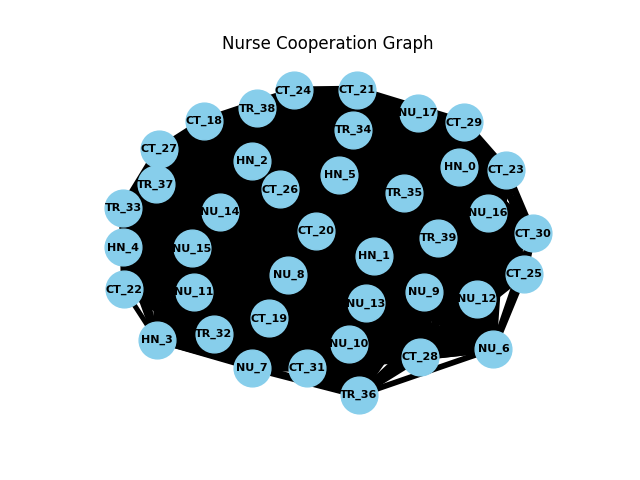 Nurse Cooperation Graph
CT_24
CT_21
TR_38
NU_17
CT_18
CT_29
TR_34
CT_27
HN_2
HN_0
CT_23
HN_5
TR_37
CT_26
TR_35
TR_33
NU_14
NU_16
CT_20
CT_30
TR_39
HN_4
NU_15
HN_1
NU_8
CT_25
CT_22
NU_11
NU_9
NU_12
NU_13
CT_19
TR_32
HN_3
NU_10
NU_6
CT_28
NU_7
CT_31
TR_36